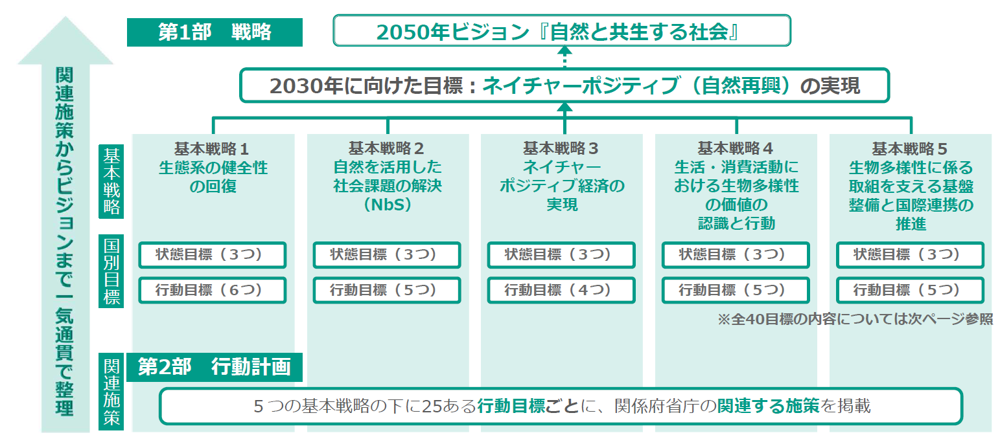 関連施策からビジョンまで一気通貫で整理
第1部　戦略
2050年ビジョン『自然と共生する社会』
2030年に向けた目標：ネイチャーポジティブ（自然再興）の実現
基本戦略
基本戦略１
生態系の健全性
の回復
基本戦略２
自然を活用した
社会課題の解決
（NbS）
基本戦略３
ネイチャー
ポジティブ経済の
実現
基本戦略４
生活・消費活動に
おける生物多様性
の価値の
認識と行動
基本戦略５
生物多様性に係る
取組を支える基盤
整備と国際連携の
推進
国別目標
状態目標（３つ）
状態目標（３つ）
状態目標（３つ）
状態目標（３つ）
状態目標（３つ）
行動目標（６つ）
行動目標（５つ）
行動目標（４つ）
行動目標（５つ）
行動目標（５つ）
※全40目標の内容については次ページ参照
関連施策
第2部　行動計画
５つの基本戦略の下に25ある行動目標ごとに、関係府省庁の関連する施策を掲載